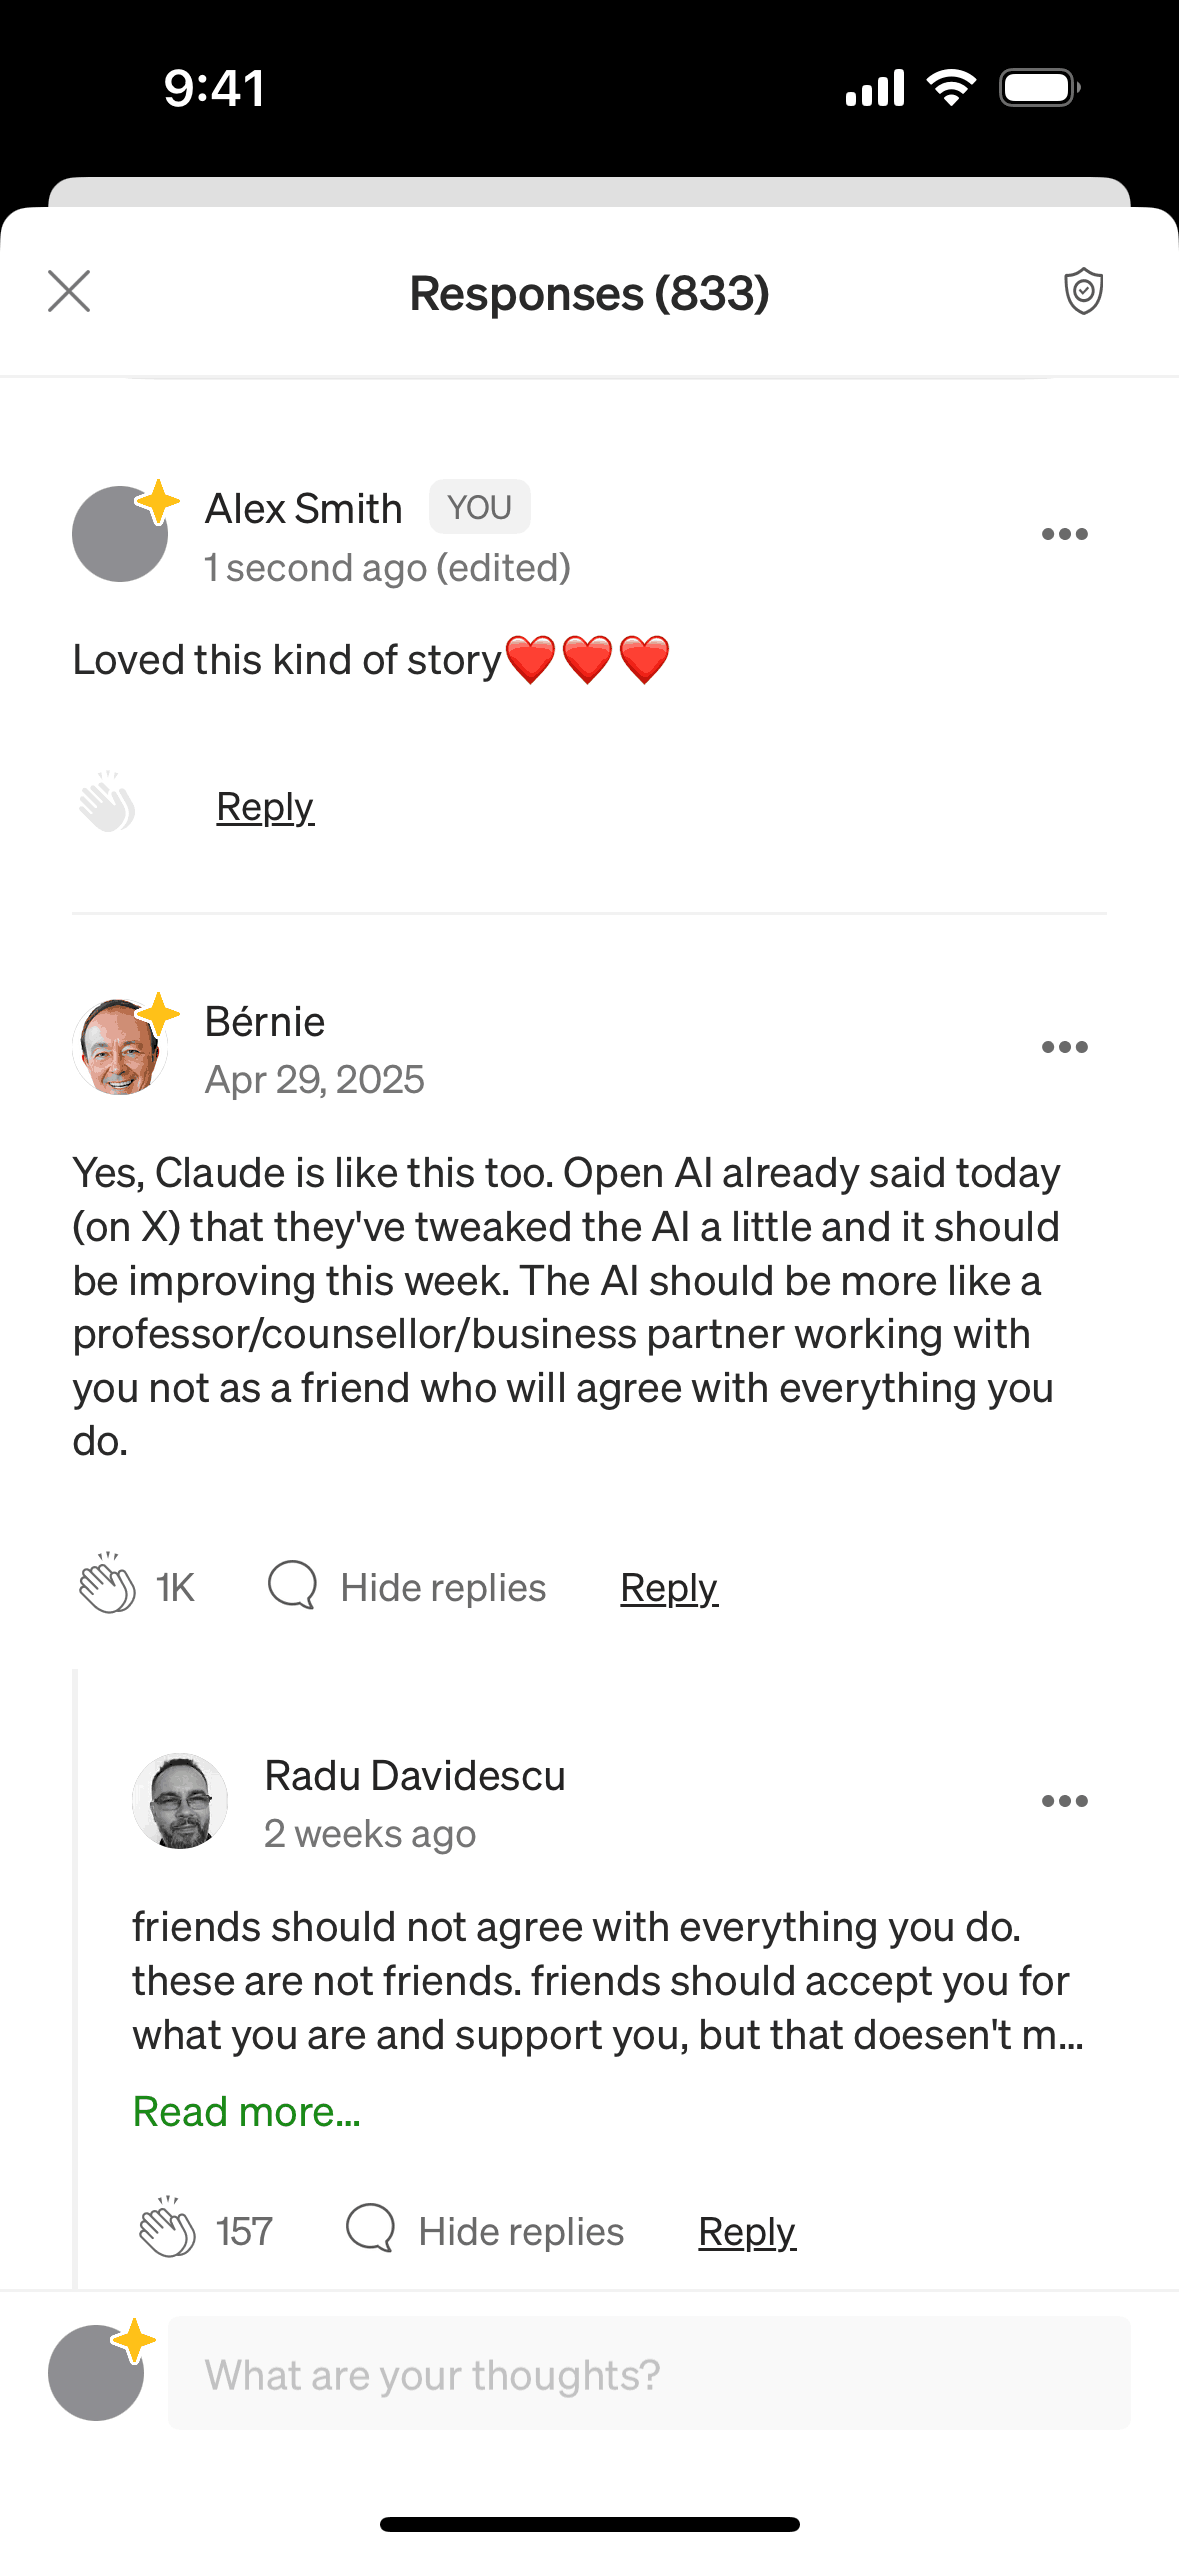 9:41
Responses (833)
Alex Smith YOU
1 second ago (edited)
Loved this kind of story❤️❤️❤️
Reply
Bérnie
Apr 29, 2025
Yes, Claude is like this too. Open AI already said today
(on X) that they've tweaked the AI a little and it should
be improving this week. The AI should be more like a
professor/counsellor/business partner working with
you not as a friend who will agree with everything you
do.
1K Hide replies Reply
Radu Davidescu
2 weeks ago
friends should not agree with everything you do.
these are not friends. friends should accept you for
what you are and support you, but that doesen't m...
Read more...
157 Hide replies Reply
What are your thoughts?